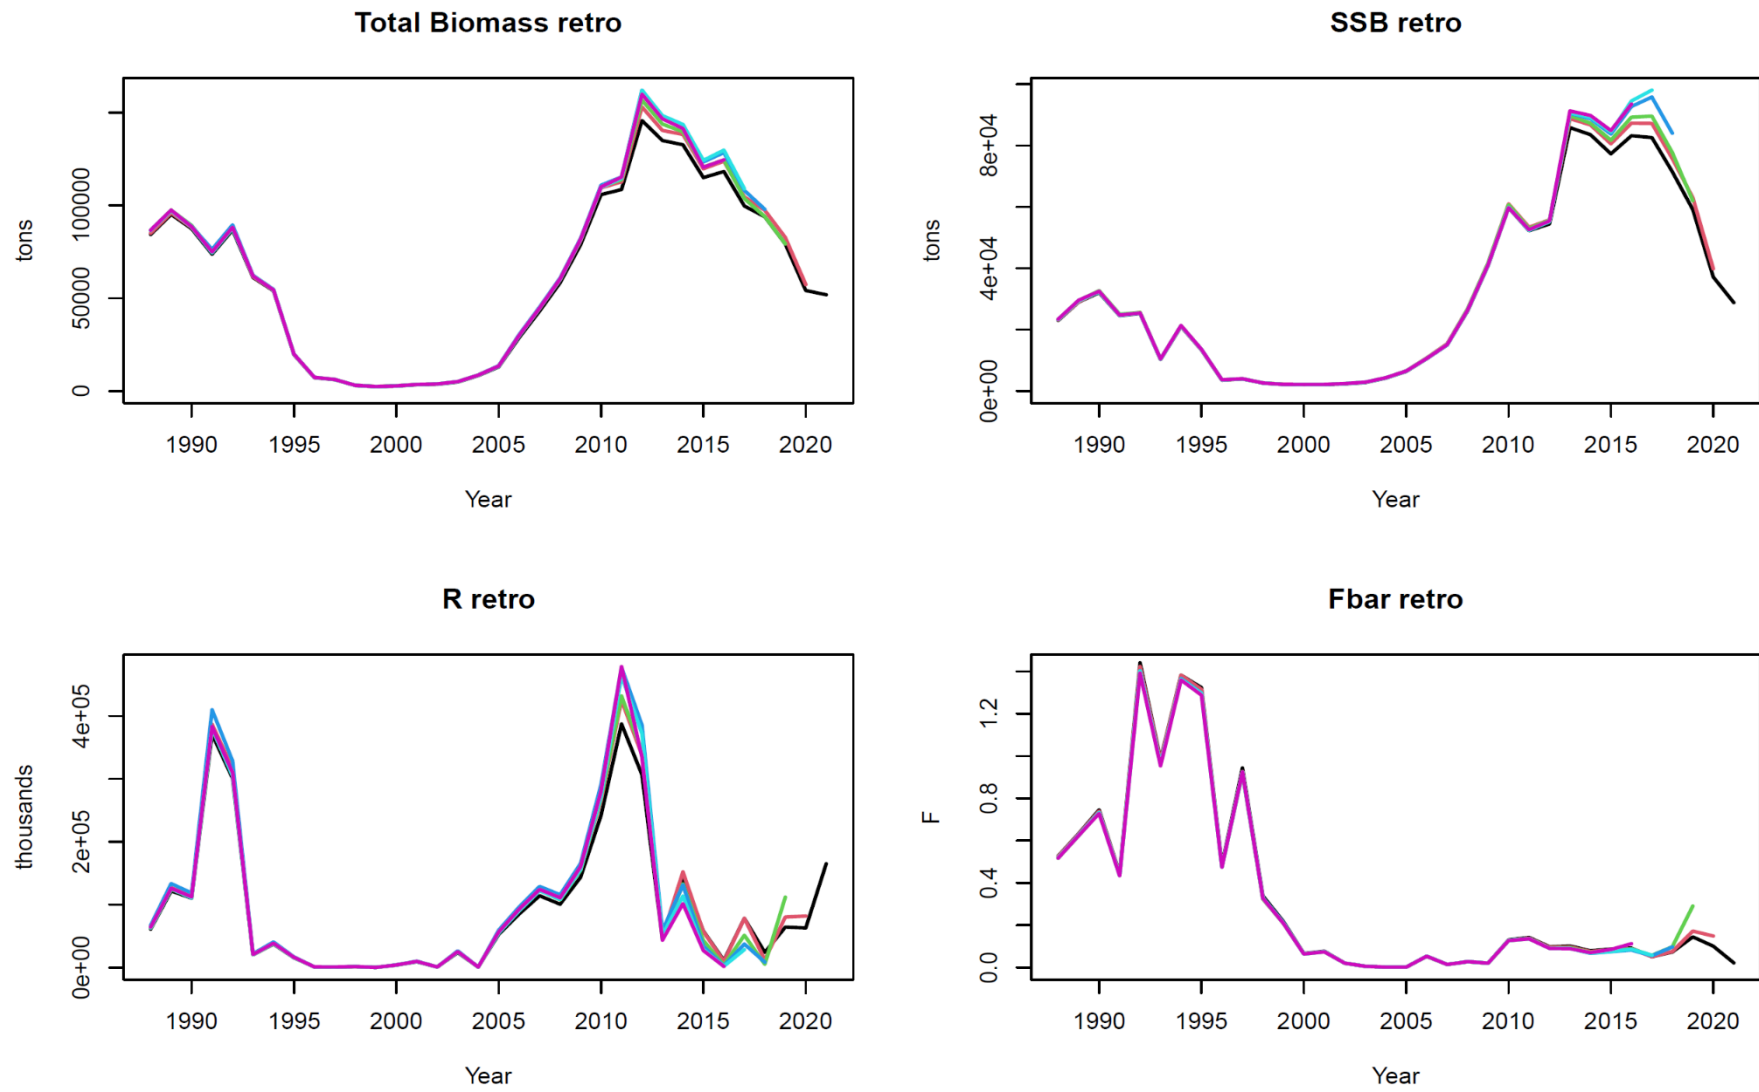 Total Biomass retro
SSB retro
tons
0 50000 100000
1990 1995 2000 2005 2010 2015 2020
Year
tons
0e+00 4e+04 8e+04
1990 1995 2000 2005 2010 2015 2020
Year
R retro
Fbar retro
thousands
0e+00 2e+05 4e+05
1990 1995 2000 2005 2010 2015 2020
Year
F
0.0 0.4 0.8 1.2
1990 1995 2000 2005 2010 2015 2020
Year